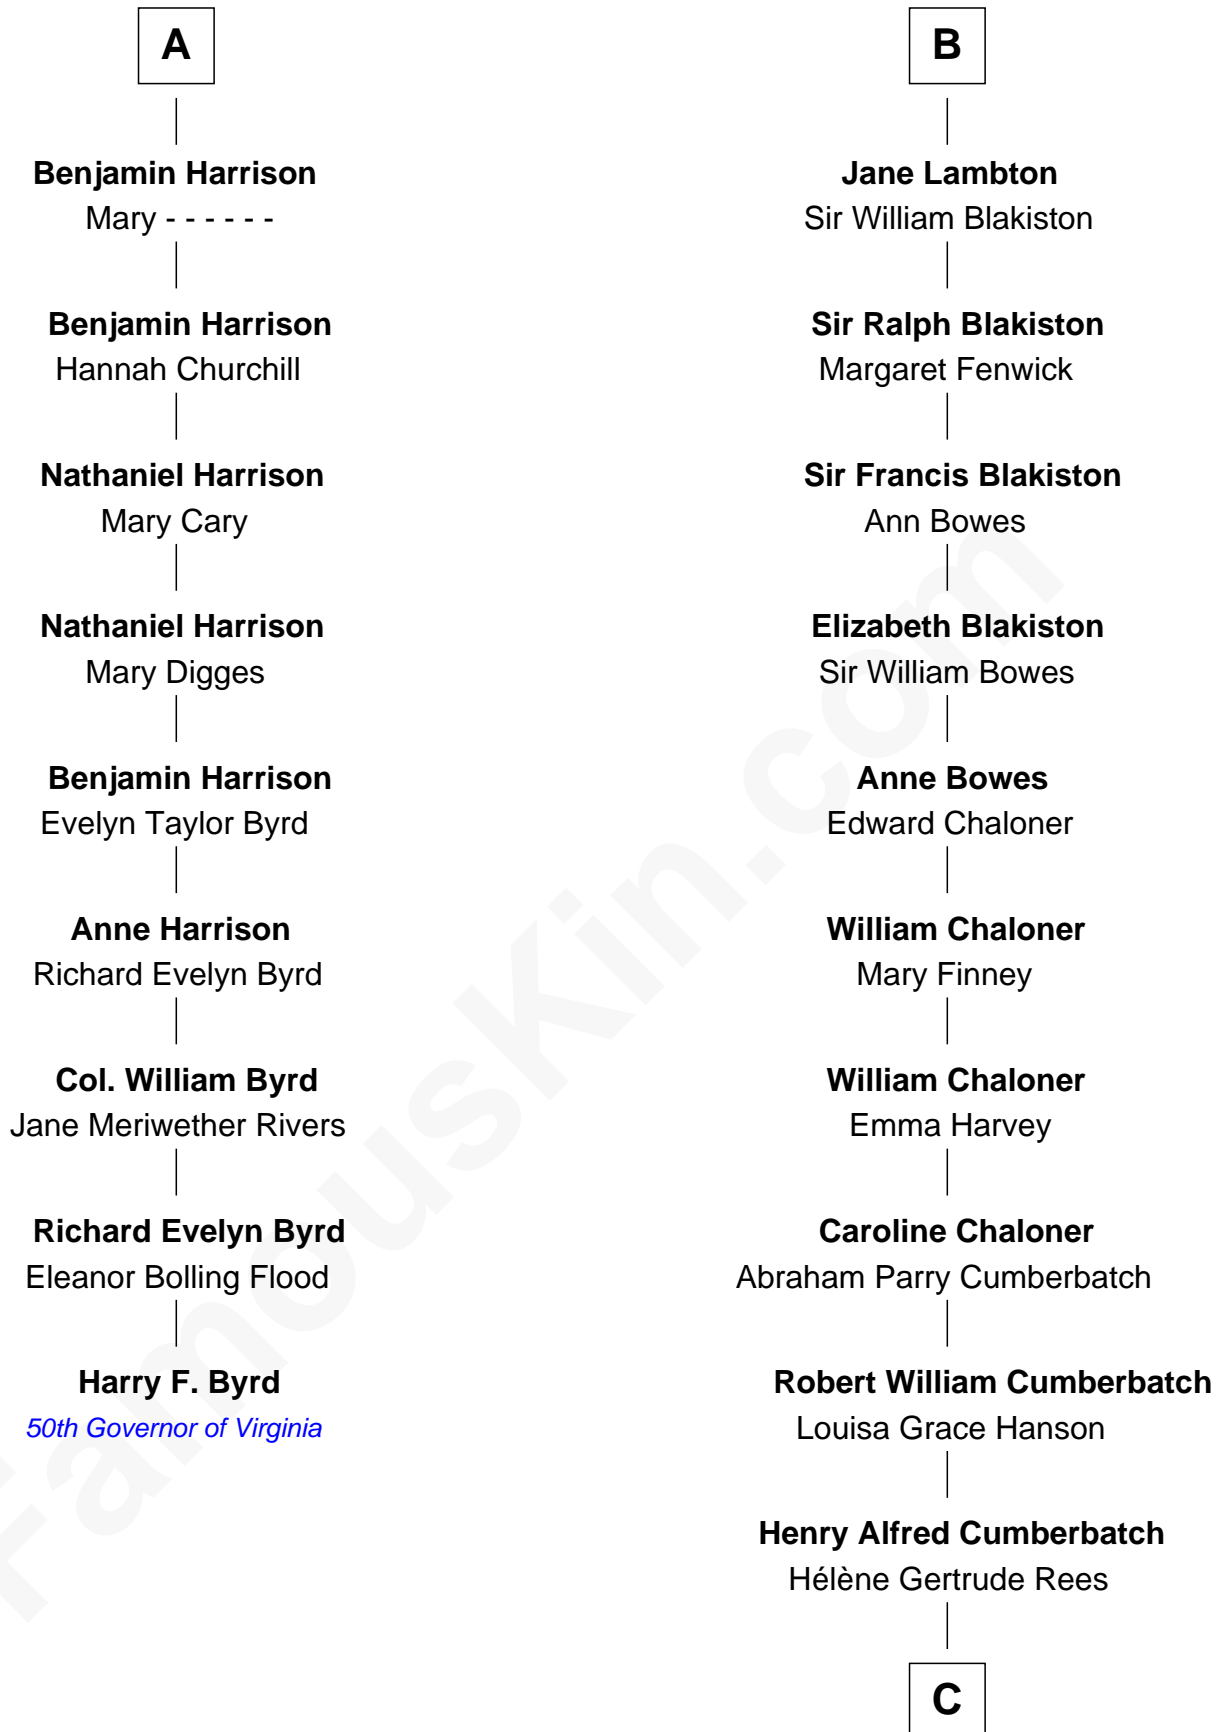 A
Benjamin Harrison
Mary - - - - - -
Benjamin Harrison
Hannah Churchill
Nathaniel Harrison
Mary Cary
Nathaniel Harrison
Mary Digges
Benjamin Harrison
Evelyn Taylor Byrd
Anne Harrison
Richard Evelyn Byrd
Col. William Byrd
Jane Meriwether Rivers
Richard Evelyn Byrd
Eleanor Bolling Flood
Harry F. Byrd
50th Governor of Virginia
B
Jane Lambton
Sir William Blakiston
Sir Ralph Blakiston
Margaret Fenwick
Sir Francis Blakiston
Ann Bowes
Elizabeth Blakiston
Sir William Bowes
Anne Bowes
Edward Chaloner
William Chaloner
Mary Finney
William Chaloner
Emma Harvey
Caroline Chaloner
Abraham Parry Cumberbatch
Robert William Cumberbatch
Louisa Grace Hanson
Henry Alfred Cumberbatch
Hélène Gertrude Rees
C
FamousKin.com